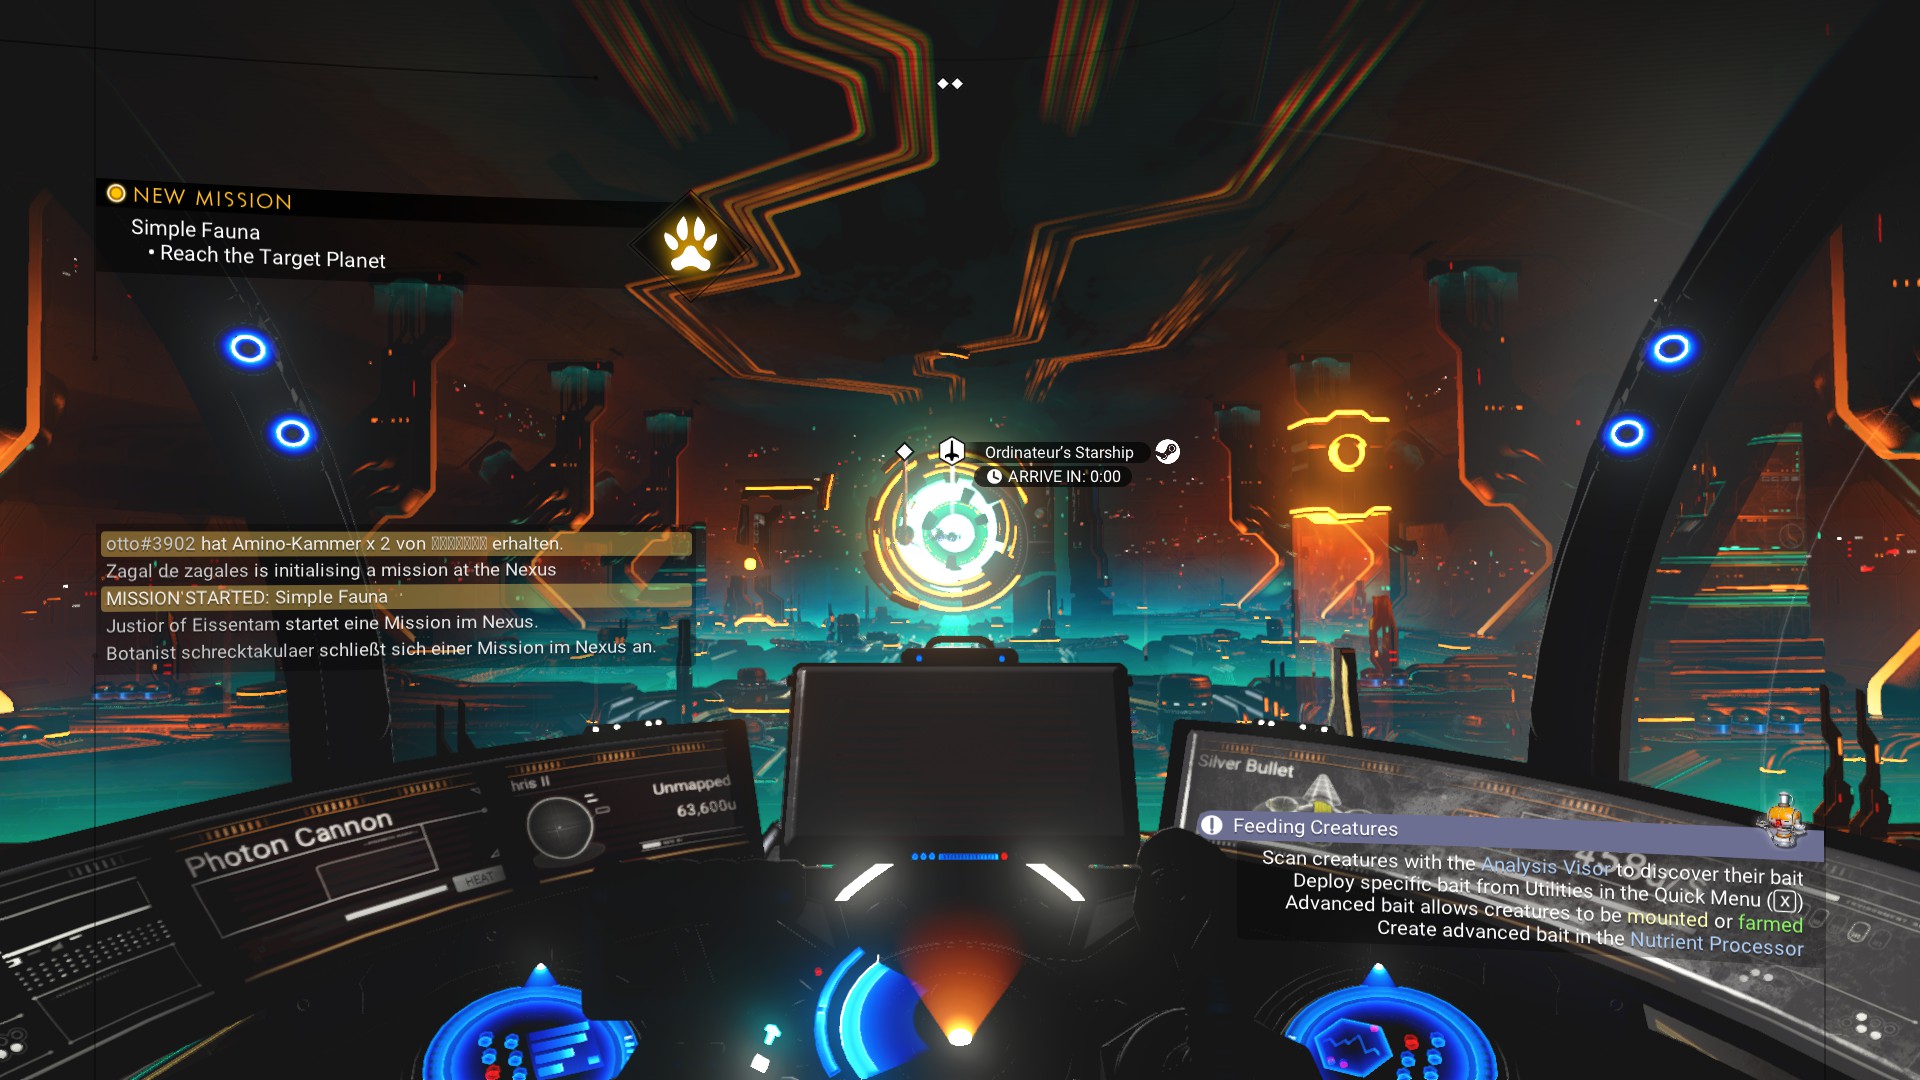 NEW MISSION
Simple Fauna
• Reach the Target Planet
Ordinateur's Starship
ARRIVE IN: 0:00
otto#3902 hat Amino-Kammer x 2 von erhalten.
Zagal de zagales is initialising a mission at the Nexus
MISSION STARTED: Simple Fauna
Justior of Eissentam startet eine Mission im Nexus.
Botanist schrecktakulaer schließt sich einer Mission im Nexus an.
Photon Cannon
HEAT
hris II
Unmapped
63,600u
Silver Bullet
Feeding Creatures
Scan creatures with the Analysis Visor to discover their bait
Deploy specific bait from Utilities in the Quick Menu (X)
Advanced bait allows creatures to be mounted or farmed
Create advanced bait in the Nutrient Processor